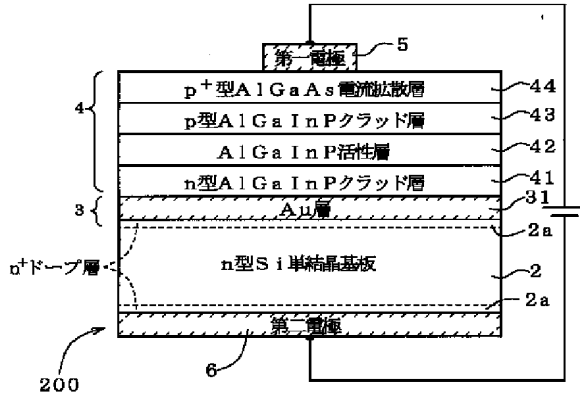 第一電極
5
4
p⁺型AlGaAs電流拡散層
44
p型AlGaInPクラッド層
43
AlGaInP活性層
42
n型AlGaInPクラッド層
41
3
Au層
31
2a
n⁺ドープ層
n型Si単結晶基板
2
2a
第二電極
200
6